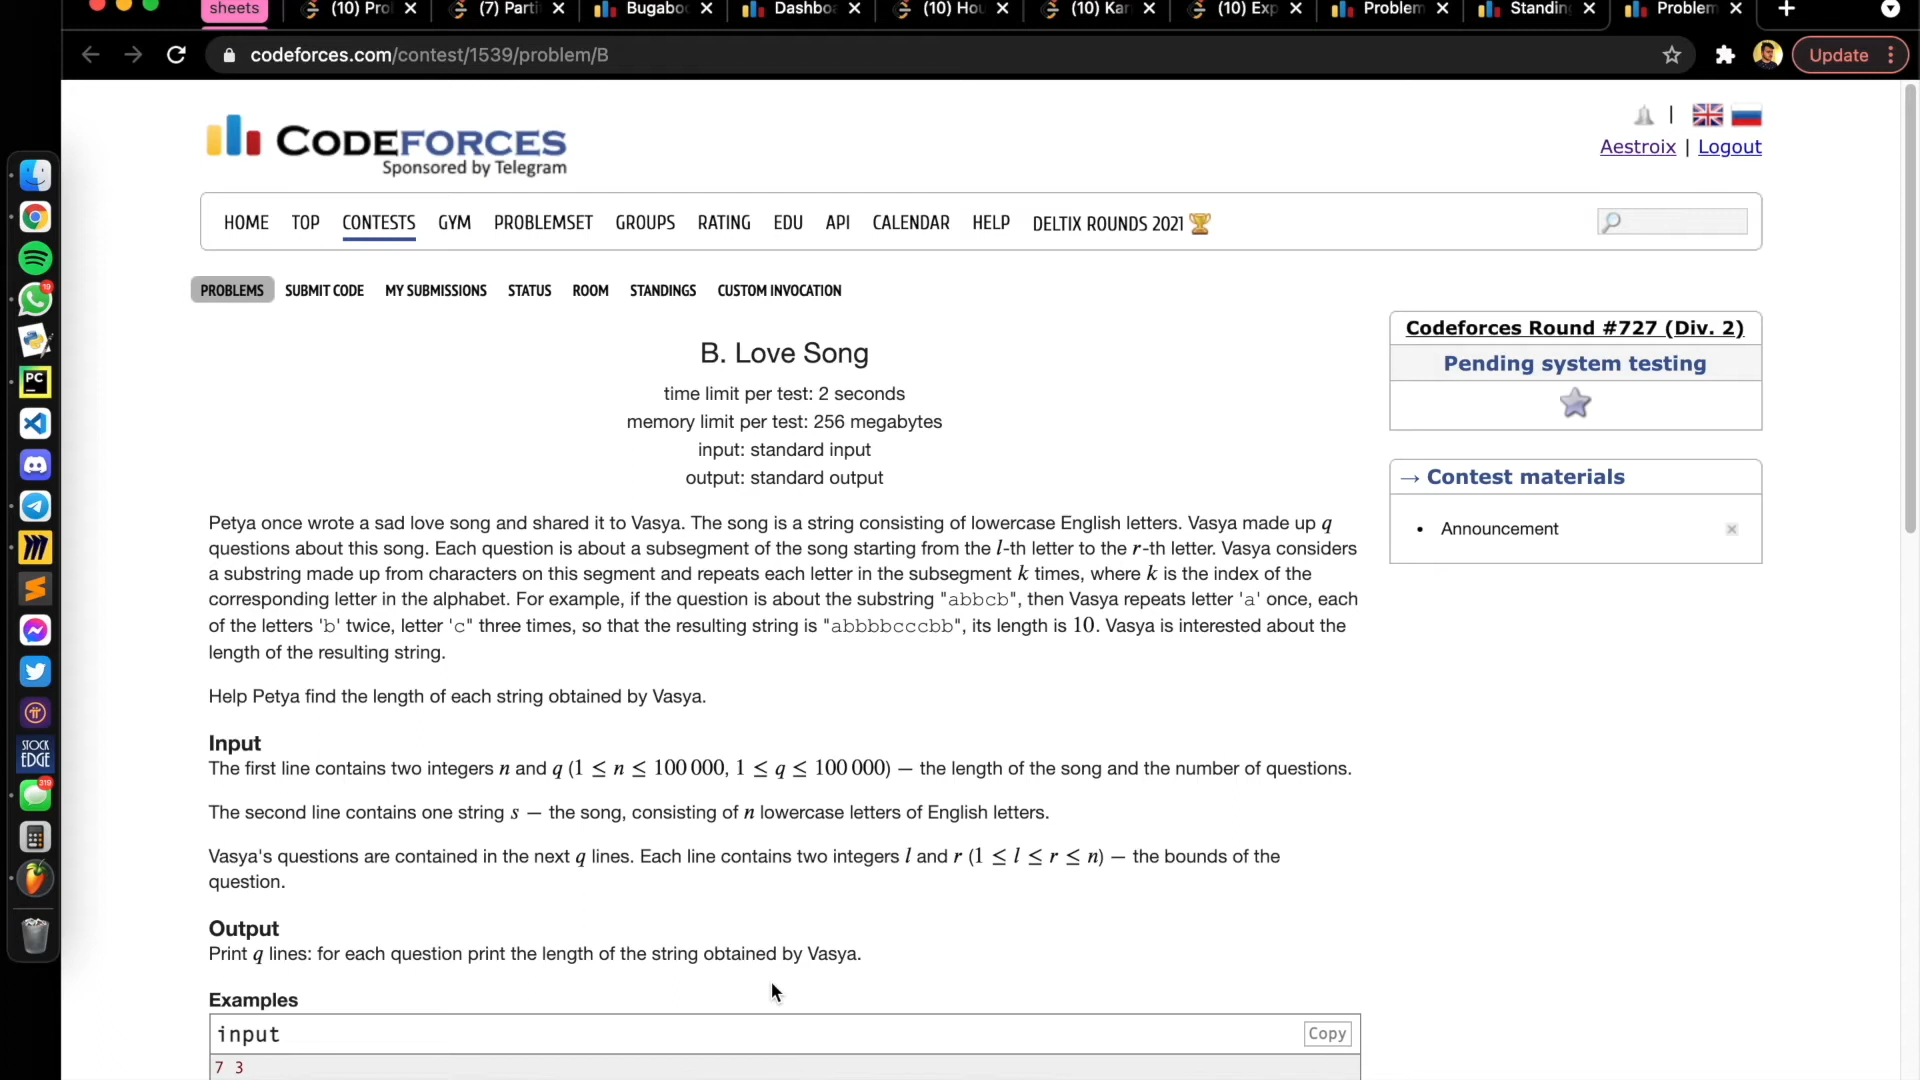 sheets
(10) Pro
(7) Parti
Bugabo
Dashbo
(10) Ho
(10) Kar
(10) Exp
Problem
Standin
Problem
codeforces.com/contest/1539/problem/B
Update
CODEFORCES
Sponsored by Telegram
Aestroix | Logout
HOME TOP CONTESTS GYM PROBLEMSET GROUPS RATING EDU API CALENDAR HELP DELTIX ROUNDS 2021
PROBLEMS SUBMIT CODE MY SUBMISSIONS STATUS ROOM STANDINGS CUSTOM INVOCATION
B. Love Song
time limit per test: 2 seconds
memory limit per test: 256 megabytes
input: standard input
output: standard output
Petya once wrote a sad love song and shared it to Vasya. The song is a string consisting of lowercase English letters. Vasya made up q
questions about this song. Each question is about a subsegment of the song starting from the l-th letter to the r-th letter. Vasya considers
a substring made up from characters on this segment and repeats each letter in the subsegment k times, where k is the index of the
corresponding letter in the alphabet. For example, if the question is about the substring "abbcb", then Vasya repeats letter 'a' once, each
of the letters 'b' twice, letter 'c" three times, so that the resulting string is "abbbbcccbb", its length is 10. Vasya is interested about the
length of the resulting string.
Help Petya find the length of each string obtained by Vasya.
Input
The first line contains two integers n and q (1 ≤ n ≤ 100 000, 1 ≤ q ≤ 100 000) — the length of the song and the number of questions.
The second line contains one string s — the song, consisting of n lowercase letters of English letters.
Vasya's questions are contained in the next q lines. Each line contains two integers l and r (1 ≤ l ≤ r ≤ n) — the bounds of the
question.
Output
Print q lines: for each question print the length of the string obtained by Vasya.
Examples
input
Copy
7 3
Codeforces Round #727 (Div. 2)
Pending system testing
→ Contest materials
• Announcement
19
PC
STOCK
EDGE
319